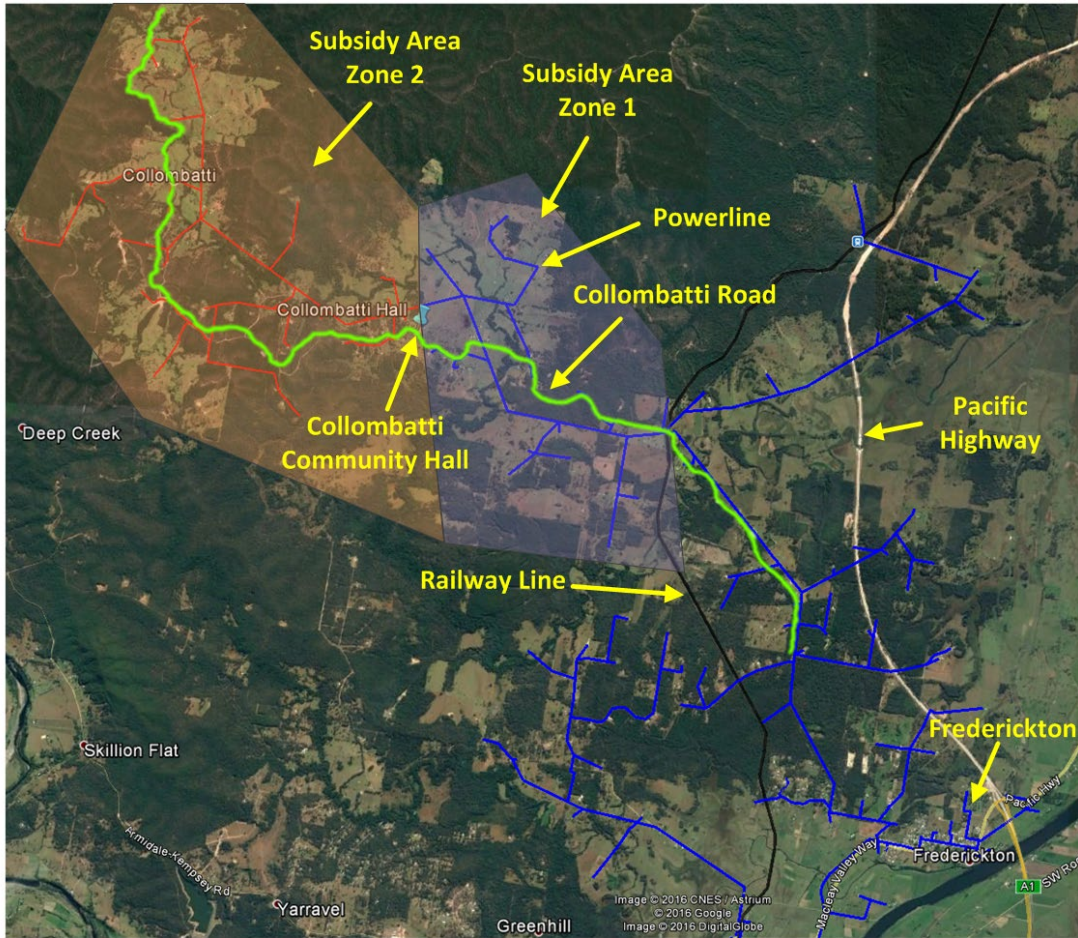 Subsidy Area
Zone 2
Subsidy Area
Zone 1
Powerline
Collombatti
Collombatti Road
Collombatti Hall
Pacific
Highway
Collombatti
Community Hall
Deep Creek
Railway Line
Skillion Flat
Frederickton
Pacific Hwy
Armidale-Kempsey Rd
Macleay Valley Way
Frederickton
A1
SW Ro
Yarravel
Greenhill
Image © 2016 CNES / Astrium
© 2016 Google
Image © 2016 DigitalGlobe